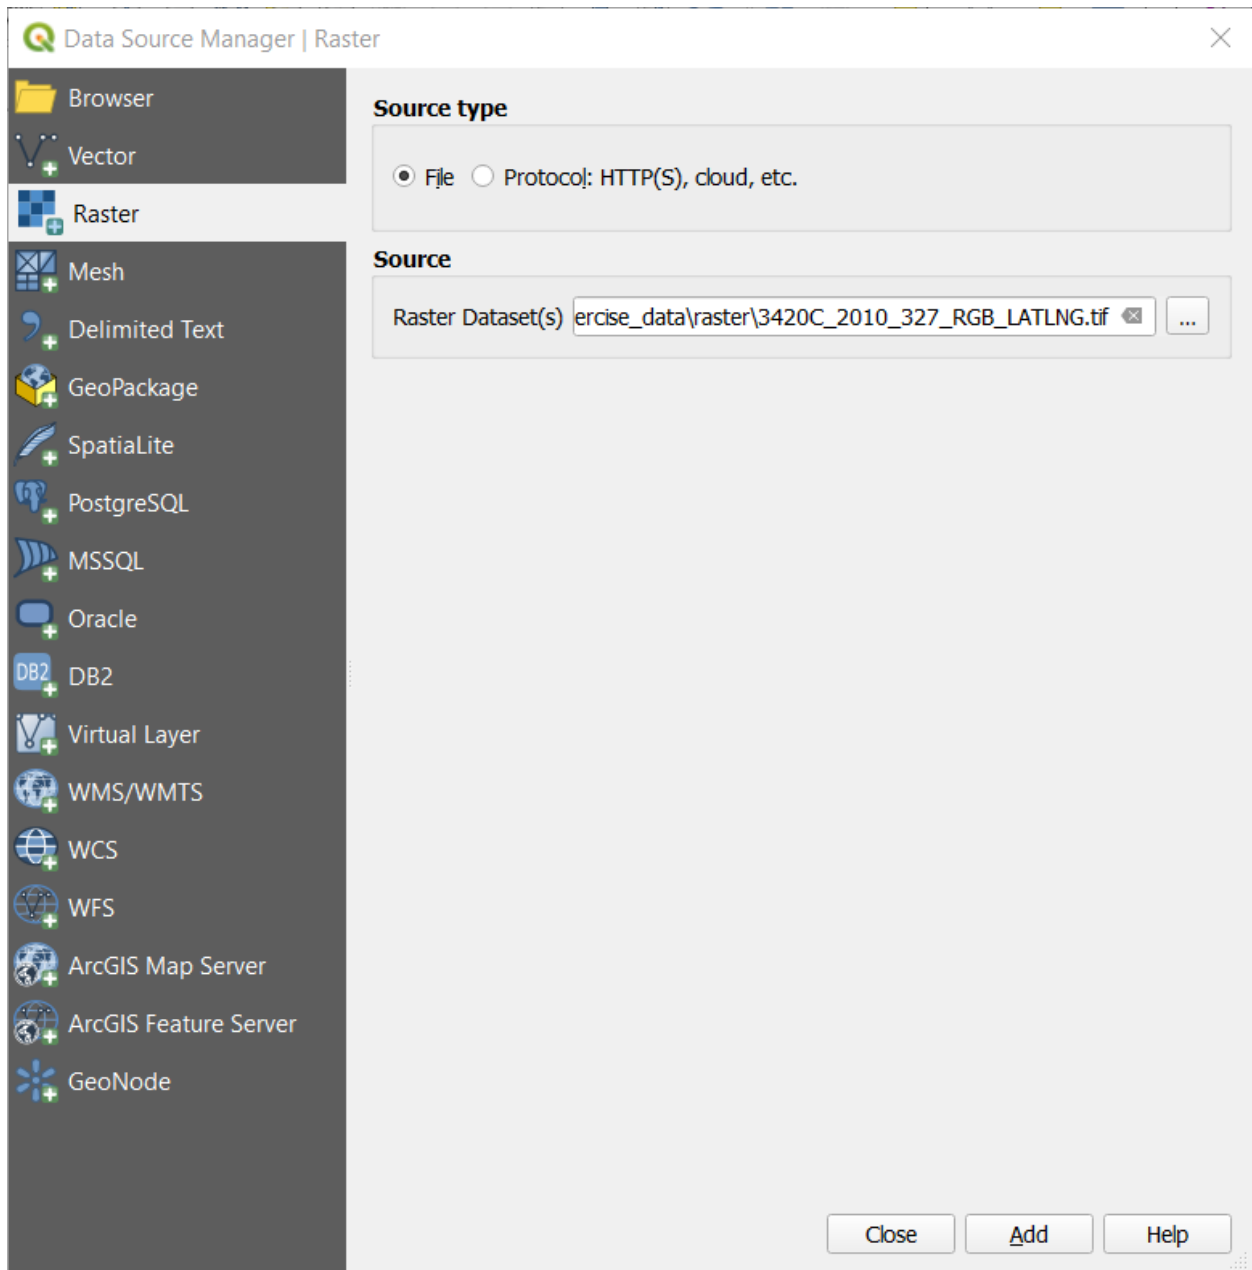 Data Source Manager | Raster
Browser
Vector
Raster
Mesh
Delimited Text
GeoPackage
SpatiaLite
PostgreSQL
MSSQL
Oracle
DB2
DB2
Virtual Layer
WMS/WMTS
WCS
WFS
ArcGIS Map Server
ArcGIS Feature Server
GeoNode
Source type
File Protocol: HTTP(S), cloud, etc.
Source
Raster Dataset(s) ercise_data\raster\3420C_2010_327_RGB_LATLNG.tif ...
Close Add Help